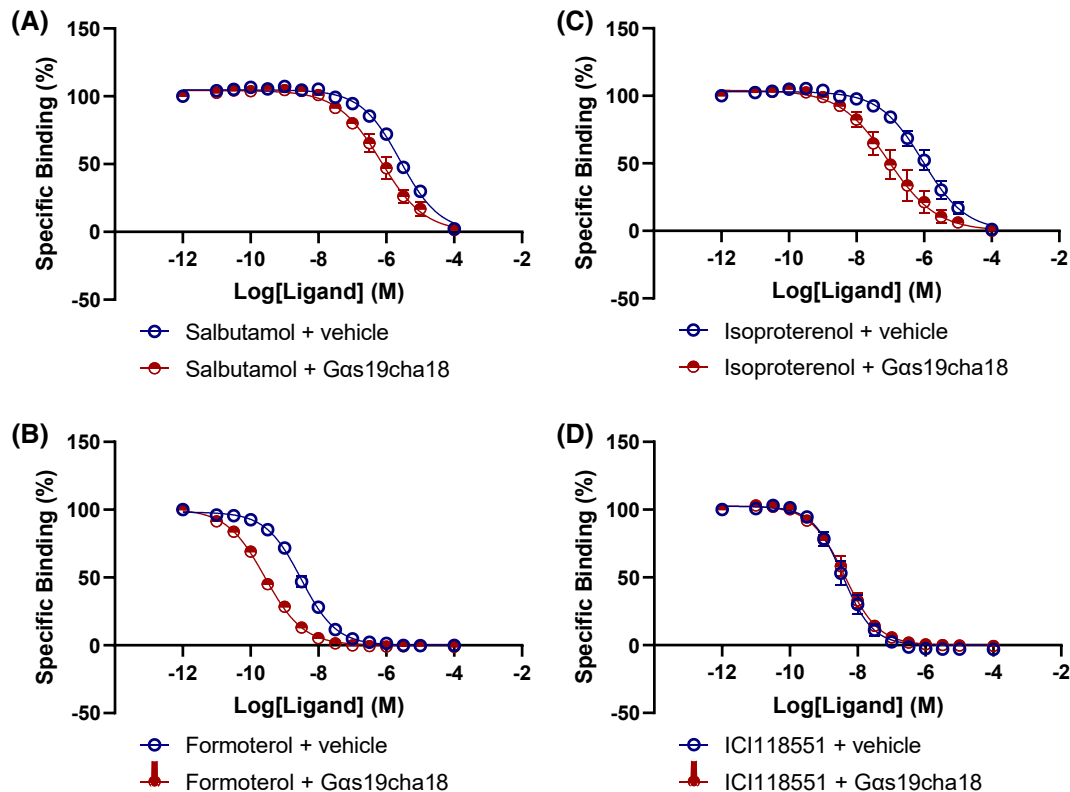 (A)
150
100
50
0
-50
Specific Binding (%)
-12 -10 -8 -6 -4 -2
Log[Ligand] (M)
Salbutamol + vehicle
Salbutamol + Gαs19cha18
(C)
150
100
50
0
-50
Specific Binding (%)
-12 -10 -8 -6 -4 -2
Log[Ligand] (M)
Isoproterenol + vehicle
Isoproterenol + Gαs19cha18
(B)
150
100
50
0
-50
Specific Binding (%)
-12 -10 -8 -6 -4 -2
Log[Ligand] (M)
Formoterol + vehicle
Formoterol + Gαs19cha18
(D)
150
100
50
0
-50
Specific Binding (%)
-12 -10 -8 -6 -4 -2
Log[Ligand] (M)
ICI118551 + vehicle
ICI118551 + Gαs19cha18